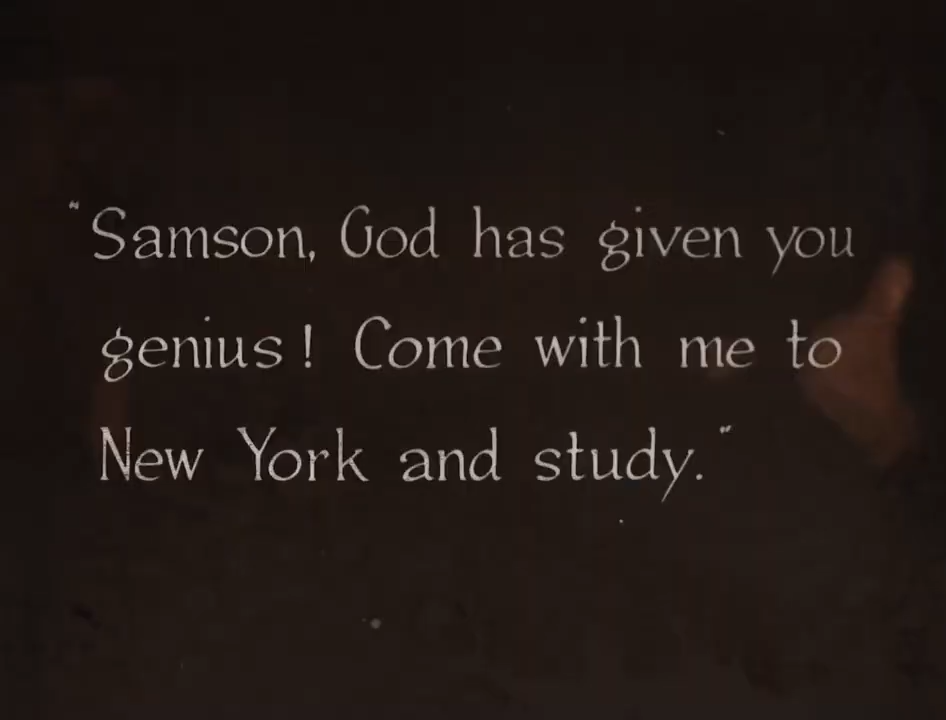 "Samson, God has given you
genius! Come with me to
New York and study."